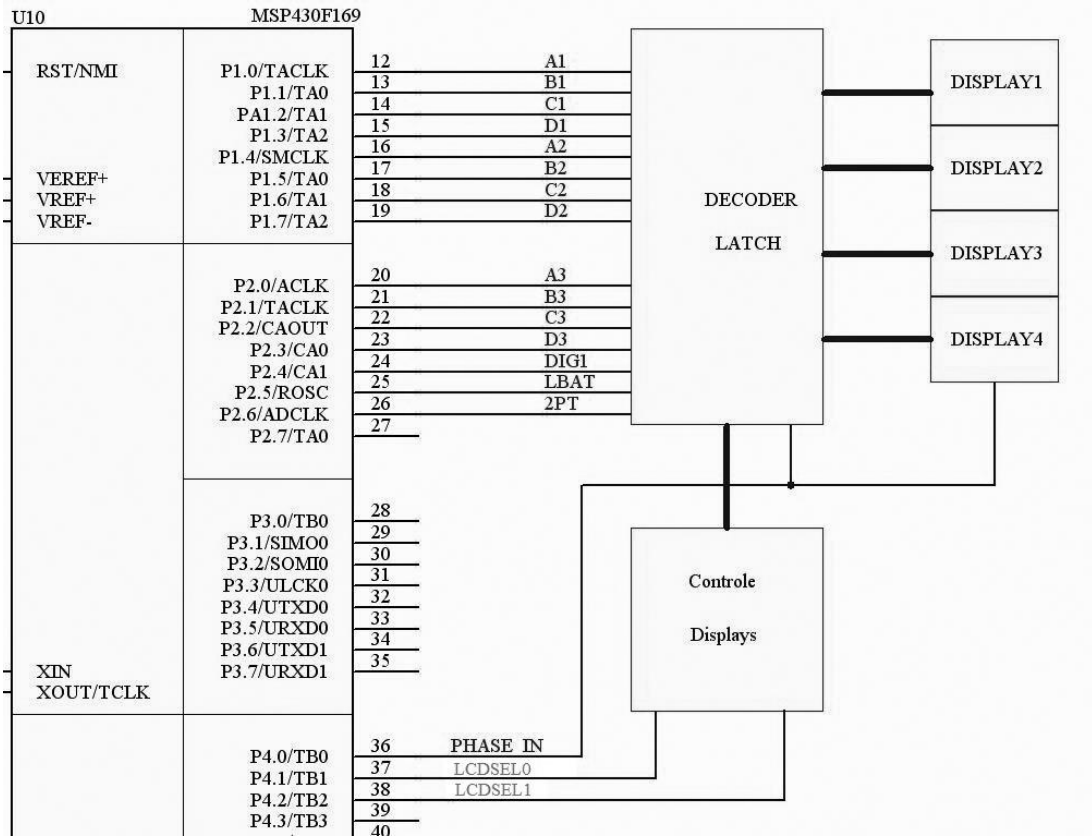 U10 MSP430F169
RST/NMI P1.0/TACLK 12 A1
P1.1/TA0 13 B1
PA1.2/TA1 14 C1
P1.3/TA2 15 D1
P1.4/SMCLK 16 A2
VEREF+ P1.5/TA0 17 B2
VREF+ P1.6/TA1 18 C2
VREF- P1.7/TA2 19 D2
P2.0/ACLK 20 A3
P2.1/TACLK 21 B3
P2.2/CAOUT 22 C3
P2.3/CA0 23 D3
P2.4/CA1 24 DIG1
P2.5/ROSC 25 LBAT
P2.6/ADCLK 26 2PT
P2.7/TA0 27
P3.0/TB0 28
P3.1/SIMO0 29
P3.2/SOMI0 30
P3.3/ULCK0 31
P3.4/UTXD0 32
P3.5/URXD0 33
P3.6/UTXD1 34
XIN P3.7/URXD1 35
XOUT/TCLK
P4.0/TB0 36 PHASE IN
P4.1/TB1 37 LCDSEL0
P4.2/TB2 38 LCDSEL1
P4.3/TB3 39
40
DECODER
LATCH
DISPLAY1
DISPLAY2
DISPLAY3
DISPLAY4
Controle
Displays